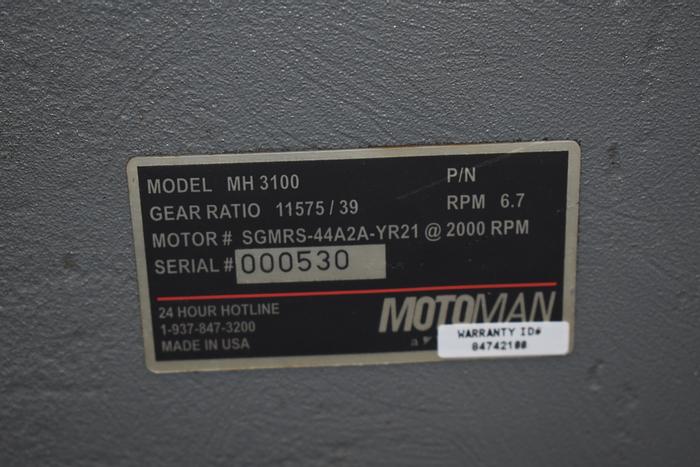 MODEL MH 3100 P/N
GEAR RATIO 11575 / 39 RPM 6.7
MOTOR # SGMRS-44A2A-YR21 @ 2000 RPM
SERIAL # 000530
24 HOUR HOTLINE
1-937-847-3200
MADE IN USA
MOTOMAN
a
WARRANTY ID#
84742100